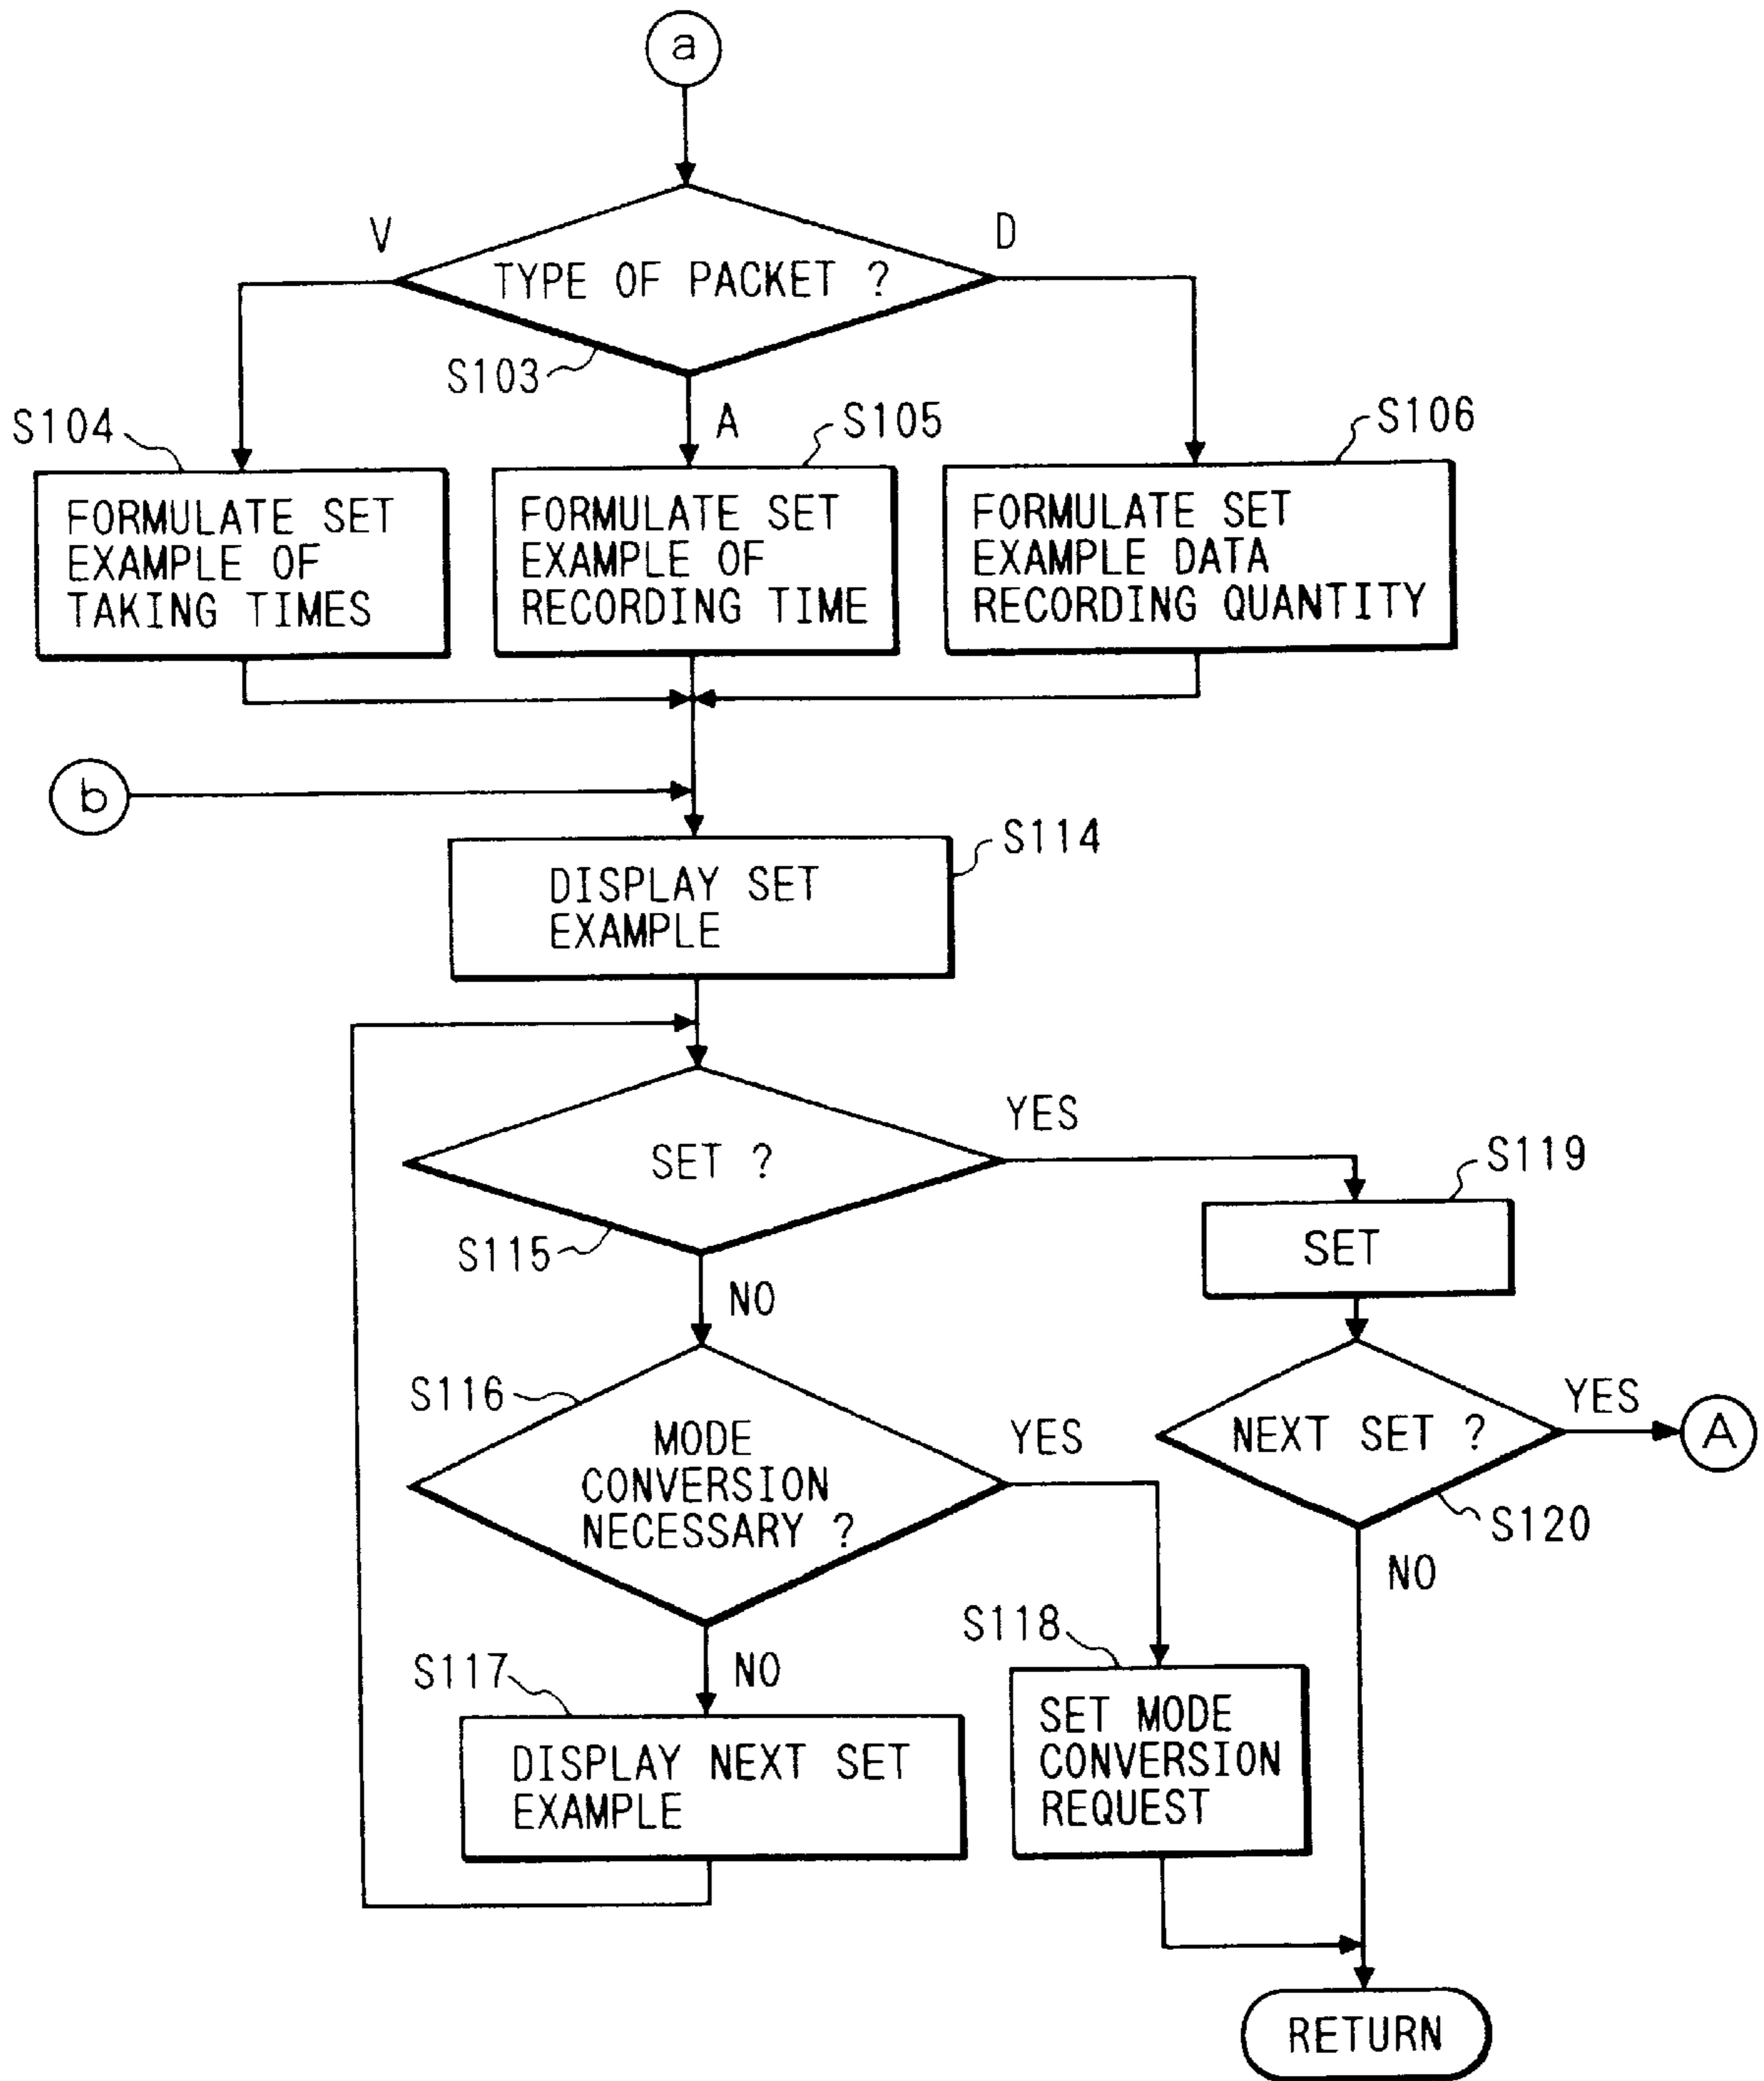 a
V
D
TYPE OF PACKET ?
S103
A
S104
S105
S106
FORMULATE SET
EXAMPLE OF
TAKING TIMES
FORMULATE SET
EXAMPLE OF
RECORDING TIME
FORMULATE SET
EXAMPLE DATA
RECORDING QUANTITY
b
S114
DISPLAY SET
EXAMPLE
YES
SET ?
S115
NO
S119
SET
S116
MODE
CONVERSION
NECESSARY ?
YES
NEXT SET ?
YES
A
S120
NO
S117
NO
DISPLAY NEXT SET
EXAMPLE
S118
SET MODE
CONVERSION
REQUEST
RETURN